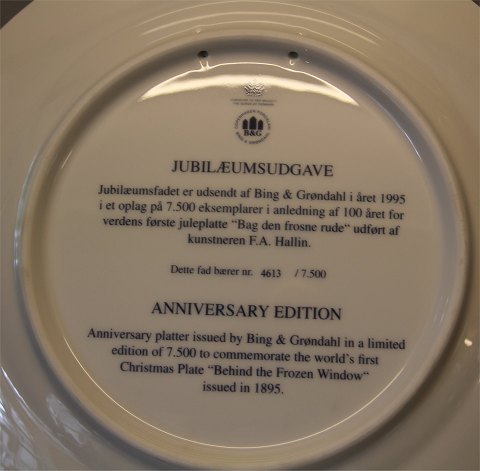 B&G
JUBILÆUMSUDGAVE
Jubilæumsfadet er udsendt af Bing & Grøndahl i året 1995
i et oplag på 7.500 eksemplarer i anledning af 100 året for
verdens første juleplatte "Bag den frosne rude" udført af
kunstneren F.A. Hallin.
Dette fad bærer nr. 4613 / 7.500
ANNIVERSARY EDITION
Anniversary platter issued by Bing & Grøndahl in a limited
edition of 7.500 to commemorate the world's first
Christmas Plate "Behind the Frozen Window"
issued in 1895.